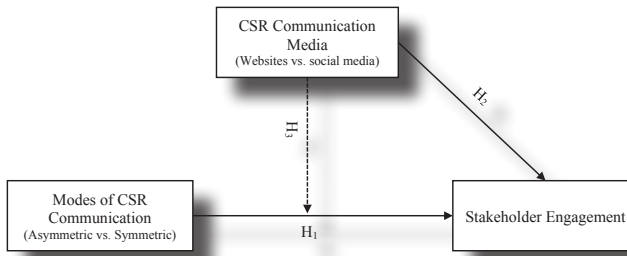 CSR Communication
Media
(Websites vs. social media)
H2
H3
Modes of CSR
Communication
(Asymmetric vs. Symmetric)
H1
Stakeholder Engagement